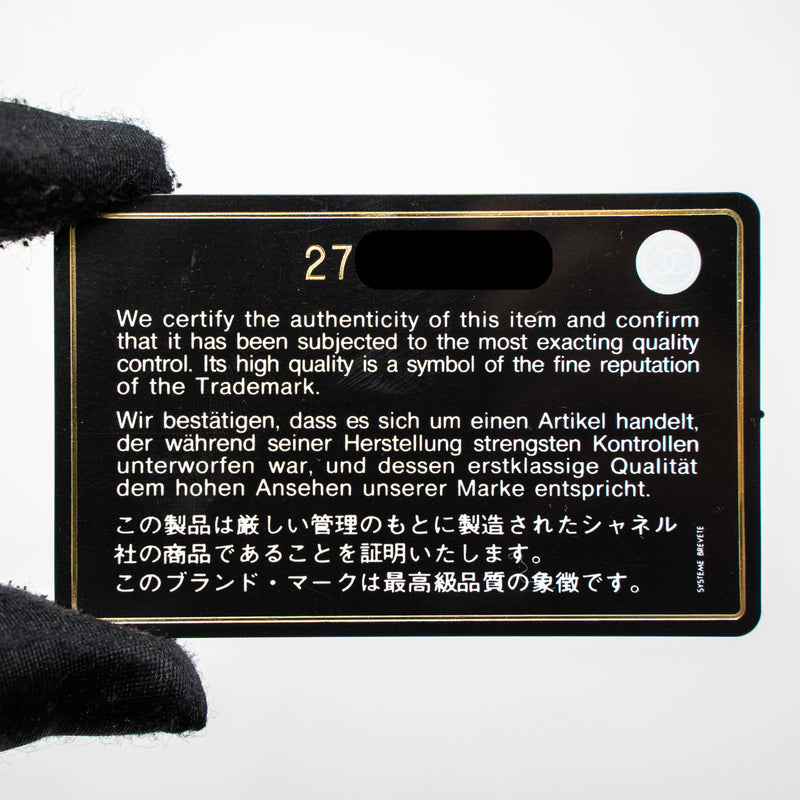 27
We certify the authenticity of this item and confirm
that it has been subjected to the most exacting quality
control. Its high quality is a symbol of the fine reputation
of the Trademark.
Wir bestätigen, dass es sich um einen Artikel handelt,
der während seiner Herstellung strengsten Kontrollen
unterworfen war, und dessen erstklassige Qualität
dem hohen Ansehen unserer Marke entspricht.
この製品は厳しい管理のもとに製造されたシャネル
社の商品であることを証明いたします。
このブランド・マークは最高級品質の象徴です。
SYSTEME BREVETE